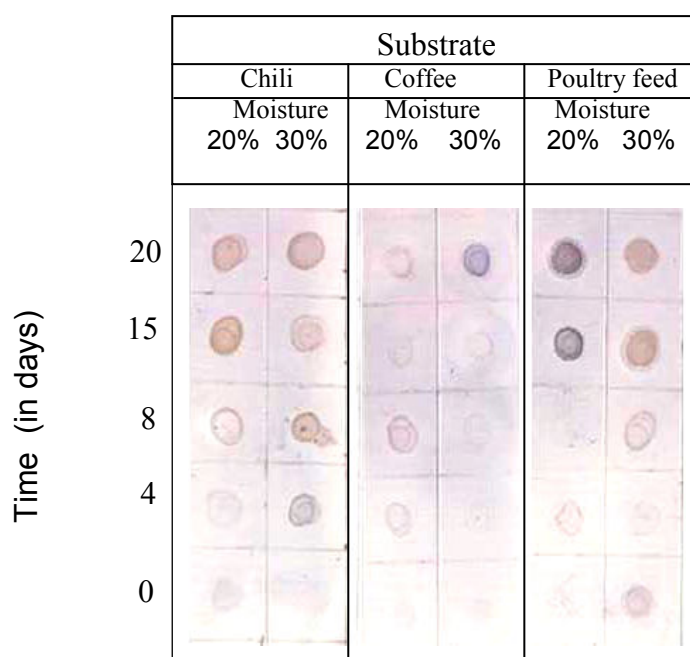 Substrate
Chili Coffee Poultry feed
Moisture Moisture Moisture
20% 30% 20% 30% 20% 30%
20
15
8
4
0
Time (in days)